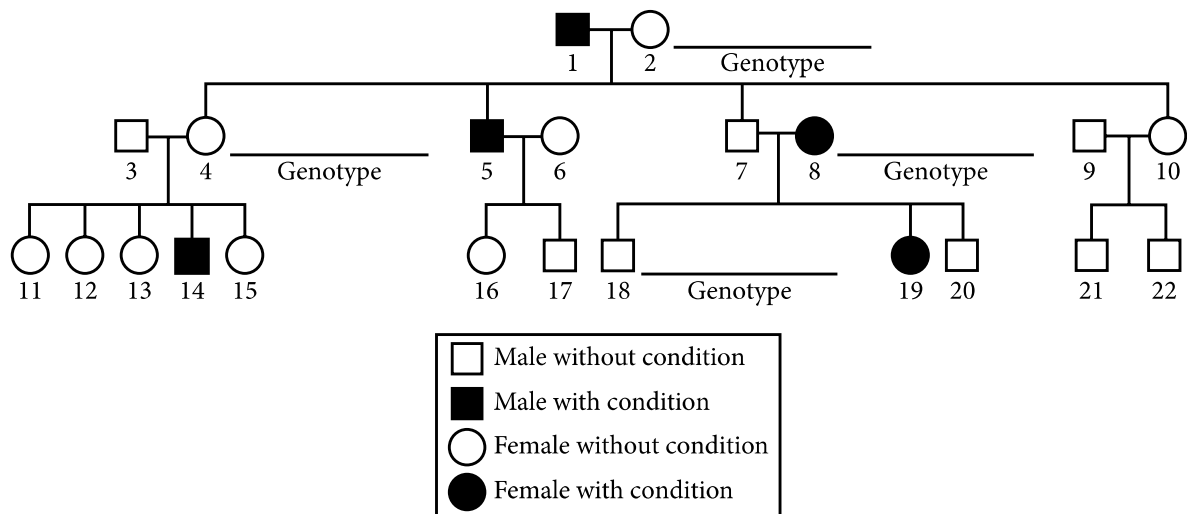 1 2 Genotype
3 4 Genotype 5 6 7 8 Genotype 9 10
11 12 13 14 15 16 17 18 Genotype 19 20 21 22
Male without condition
Male with condition
Female without condition
Female with condition